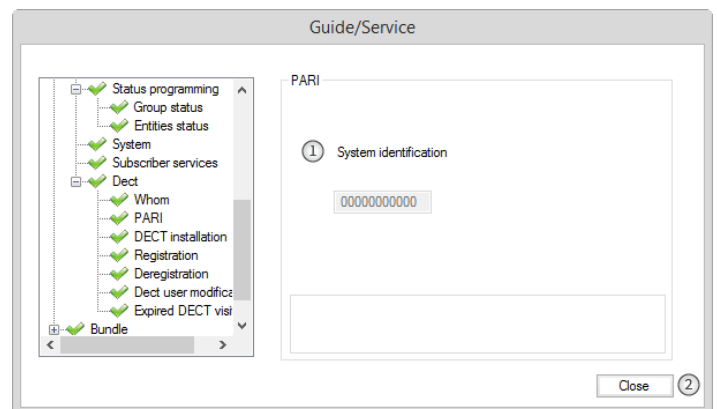 Guide/Service
Status programming
Group status
Entities status
System
Subscriber services
Dect
Whom
PARI
DECT installation
Registration
Deregistration
Dect user modifica
Expired DECT visi
Bundle
PARI
1 System identification
00000000000
Close 2